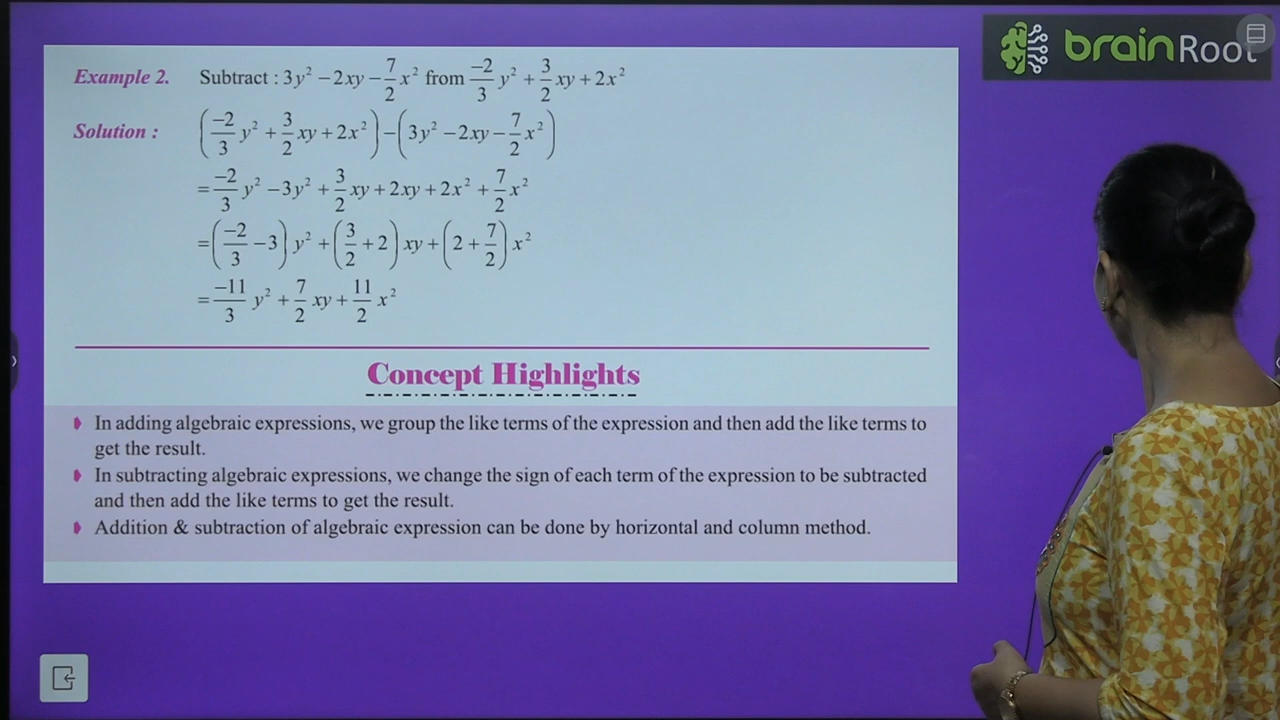 brainRoot
Example 2. Subtract : 3y² − 2xy − 7/2 x² from −2/3 y² + 3/2 xy + 2x²
Solution : (−2/3 y² + 3/2 xy + 2x²) − (3y² − 2xy − 7/2 x²)
= −2/3 y² − 3y² + 3/2 xy + 2xy + 2x² + 7/2 x²
= (−2/3 − 3) y² + (3/2 + 2) xy + (2 + 7/2) x²
= −11/3 y² + 7/2 xy + 11/2 x²
Concept Highlights
In adding algebraic expressions, we group the like terms of the expression and then add the like terms to
get the result.
In subtracting algebraic expressions, we change the sign of each term of the expression to be subtracted
and then add the like terms to get the result.
Addition & subtraction of algebraic expression can be done by horizontal and column method.